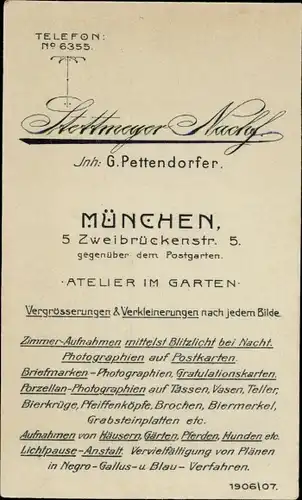 TELEFON:
No 6355.
Stettmeyer Nachf.
Jnh: G. Pettendorfer.
MÜNCHEN,
5 Zweibrückenstr. 5.
gegenüber dem Postgarten.
·ATELIER IM GARTEN·
Vergrösserungen & Verkleinerungen nach jedem Bilde.
Zimmer-Aufnahmen mittelst Blitzlicht bei Nacht.
Photographien auf Postkarten.
Briefmarken-Photographien, Gratulationskarten.
Porzellan-Photographien auf Tassen, Vasen, Teller,
Bierkrüge, Pfeiffenköpfe, Brochen, Biermerkel,
Grabsteinplatten etc.
Aufnahmen von Häusern, Gärten, Pferden, Hunden etc.
Lichtpause-Anstalt. Vervielfältigung von Plänen
in Negro-Gallus- u. Blau-Verfahren.
1906/07.